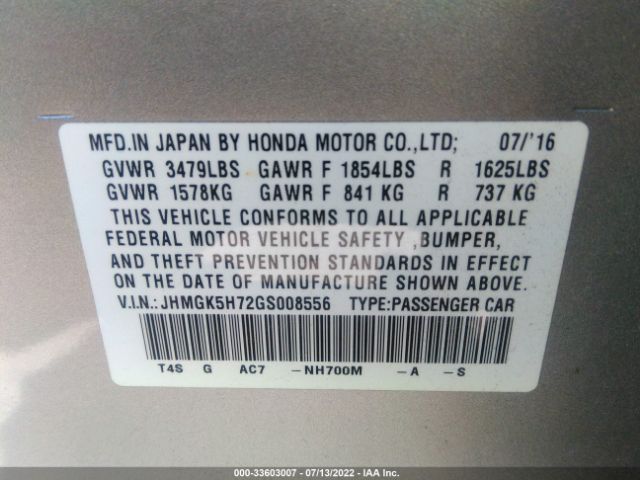 MFD.IN JAPAN BY HONDA MOTOR CO.,LTD; 07/'16
GVWR 3479LBS GAWR F 1854LBS R 1625LBS
GVWR 1578KG GAWR F 841 KG R 737 KG
THIS VEHICLE CONFORMS TO ALL APPLICABLE
FEDERAL MOTOR VEHICLE SAFETY ,BUMPER,
AND THEFT PREVENTION STANDARDS IN EFFECT
ON THE DATE OF MANUFACTURE SHOWN ABOVE.
V.I.N.: JHMGK5H72GS008556 TYPE:PASSENGER CAR
T4S G AC7 -NH700M -A -S
000-33603007 - 07/13/2022 - IAA Inc.